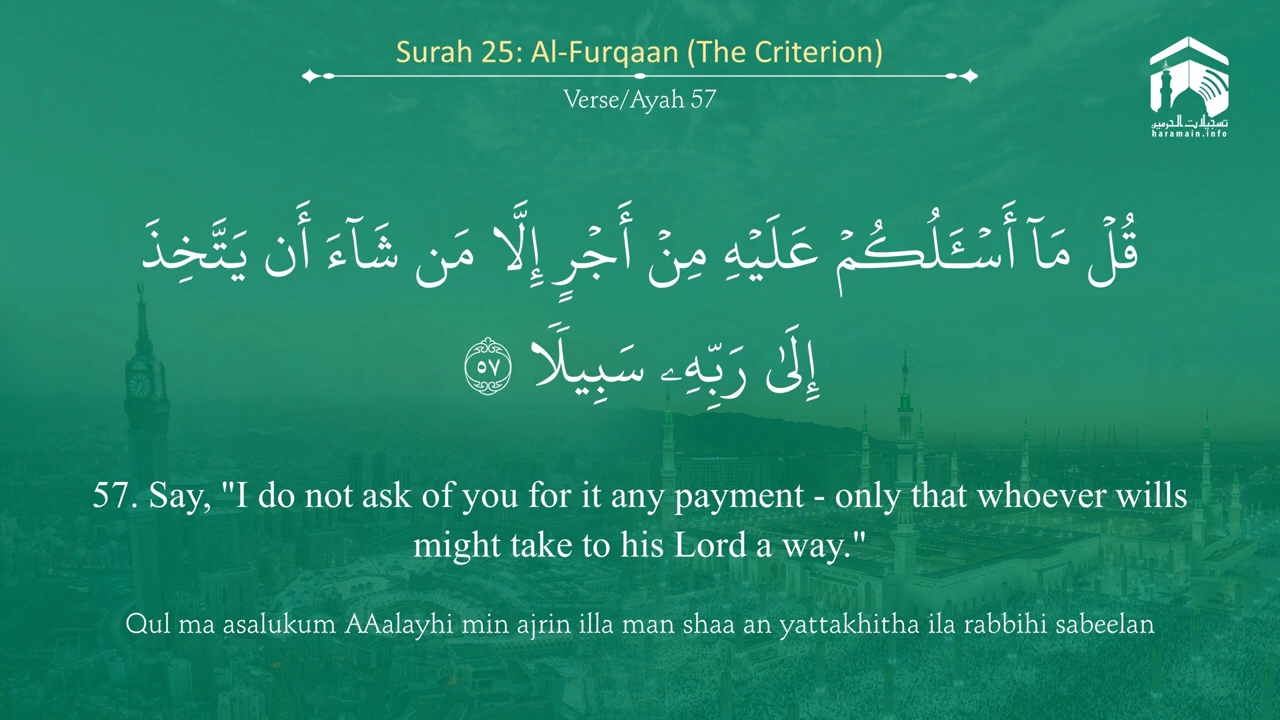 Surah 25: Al-Furqaan (The Criterion)
Verse/Ayah 57
تسجيلات الحرمين
haramain.info
قُلۡ مَآ أَسۡـَٔلُكُمۡ عَلَيۡهِ مِنۡ أَجۡرٍ إِلَّا مَن شَآءَ أَن يَتَّخِذَ
إِلَىٰ رَبِّهِۦ سَبِيلٗا ٥٧
57. Say, "I do not ask of you for it any payment - only that whoever wills
might take to his Lord a way."
Qul ma asalukum AAalayhi min ajrin illa man shaa an yattakhitha ila rabbihi sabeelan